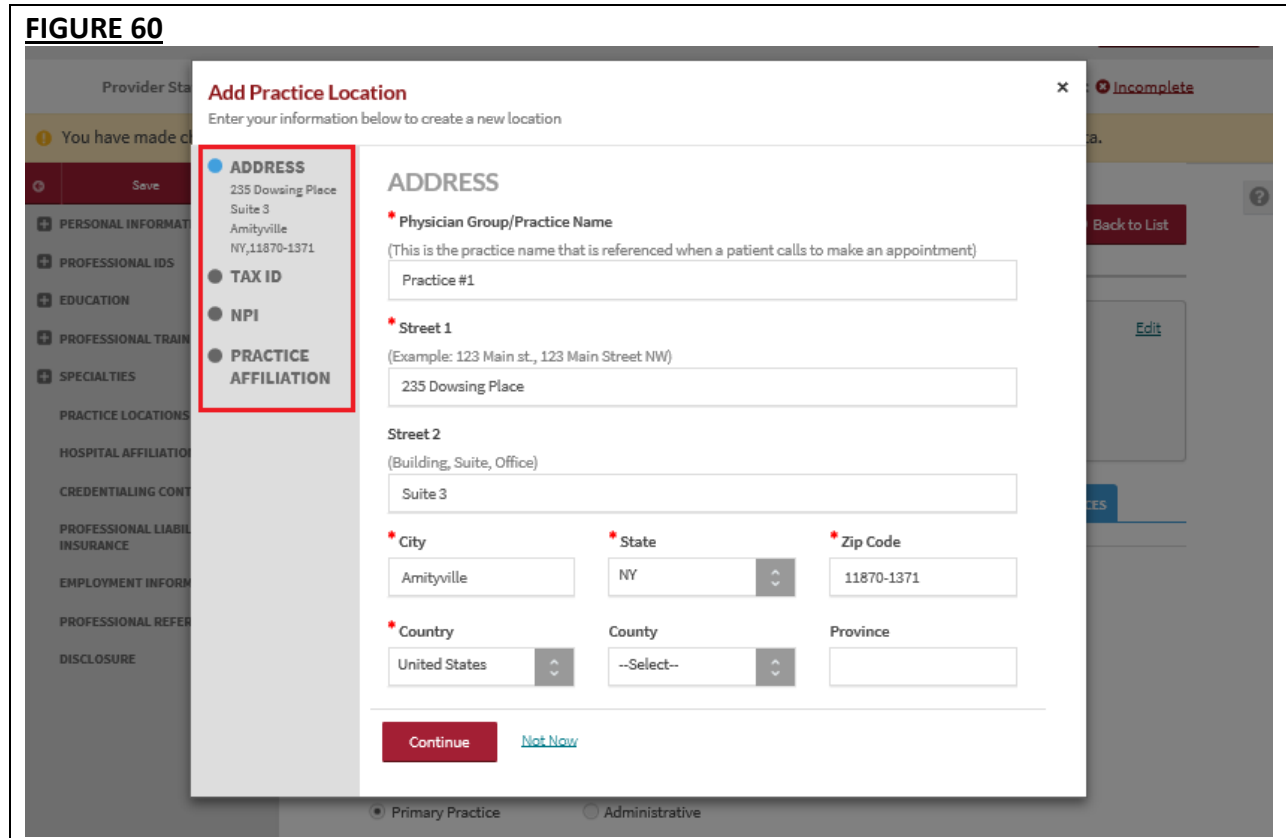 FIGURE 60
Provider Sta
Add Practice Location
Enter your information below to create a new location
×
: Incomplete
You have made c
ta.
Save
PERSONAL INFORMAT
PROFESSIONAL IDS
EDUCATION
PROFESSIONAL TRAIN
SPECIALTIES
PRACTICE LOCATIONS
HOSPITAL AFFILIATIO
CREDENTIALING CONT
PROFESSIONAL LIABIL
INSURANCE
EMPLOYMENT INFORM
PROFESSIONAL REFER
DISCLOSURE
ADDRESS
235 Dowsing Place
Suite 3
Amityville
NY,11870-1371
TAX ID
NPI
PRACTICE
AFFILIATION
ADDRESS
* Physician Group/Practice Name
(This is the practice name that is referenced when a patient calls to make an appointment)
Practice #1
* Street 1
(Example: 123 Main st., 123 Main Street NW)
235 Dowsing Place
Street 2
(Building, Suite, Office)
Suite 3
* City * State * Zip Code
Amityville NY 11870-1371
* Country County Province
United States --Select--
Continue Not Now
Back to List
?
Edit
CES
Primary Practice Administrative